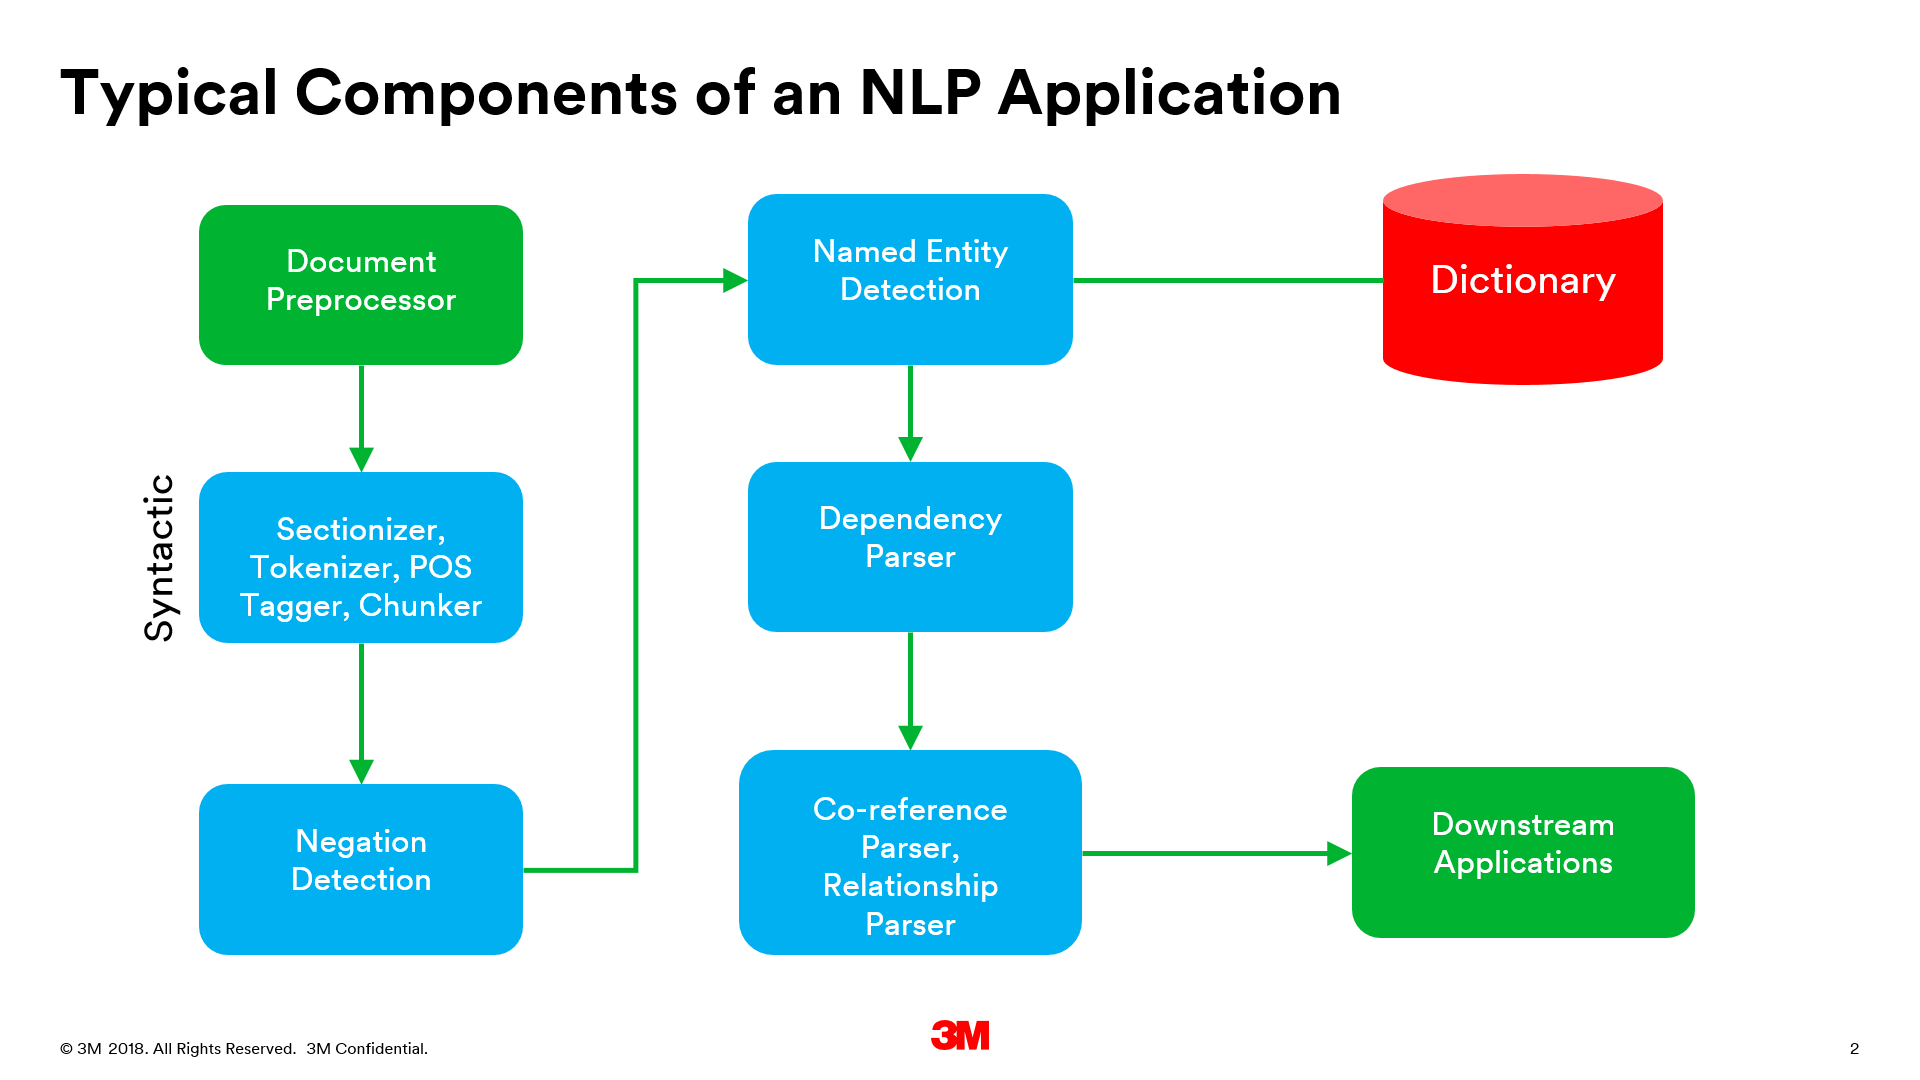 Typical Components of an NLP Application
Document
Preprocessor
Syntactic
Sectionizer,
Tokenizer, POS
Tagger, Chunker
Negation
Detection
Named Entity
Detection
Dictionary
Dependency
Parser
Co-reference
Parser,
Relationship
Parser
Downstream
Applications
© 3M 2018. All Rights Reserved. 3M Confidential.
3M
2